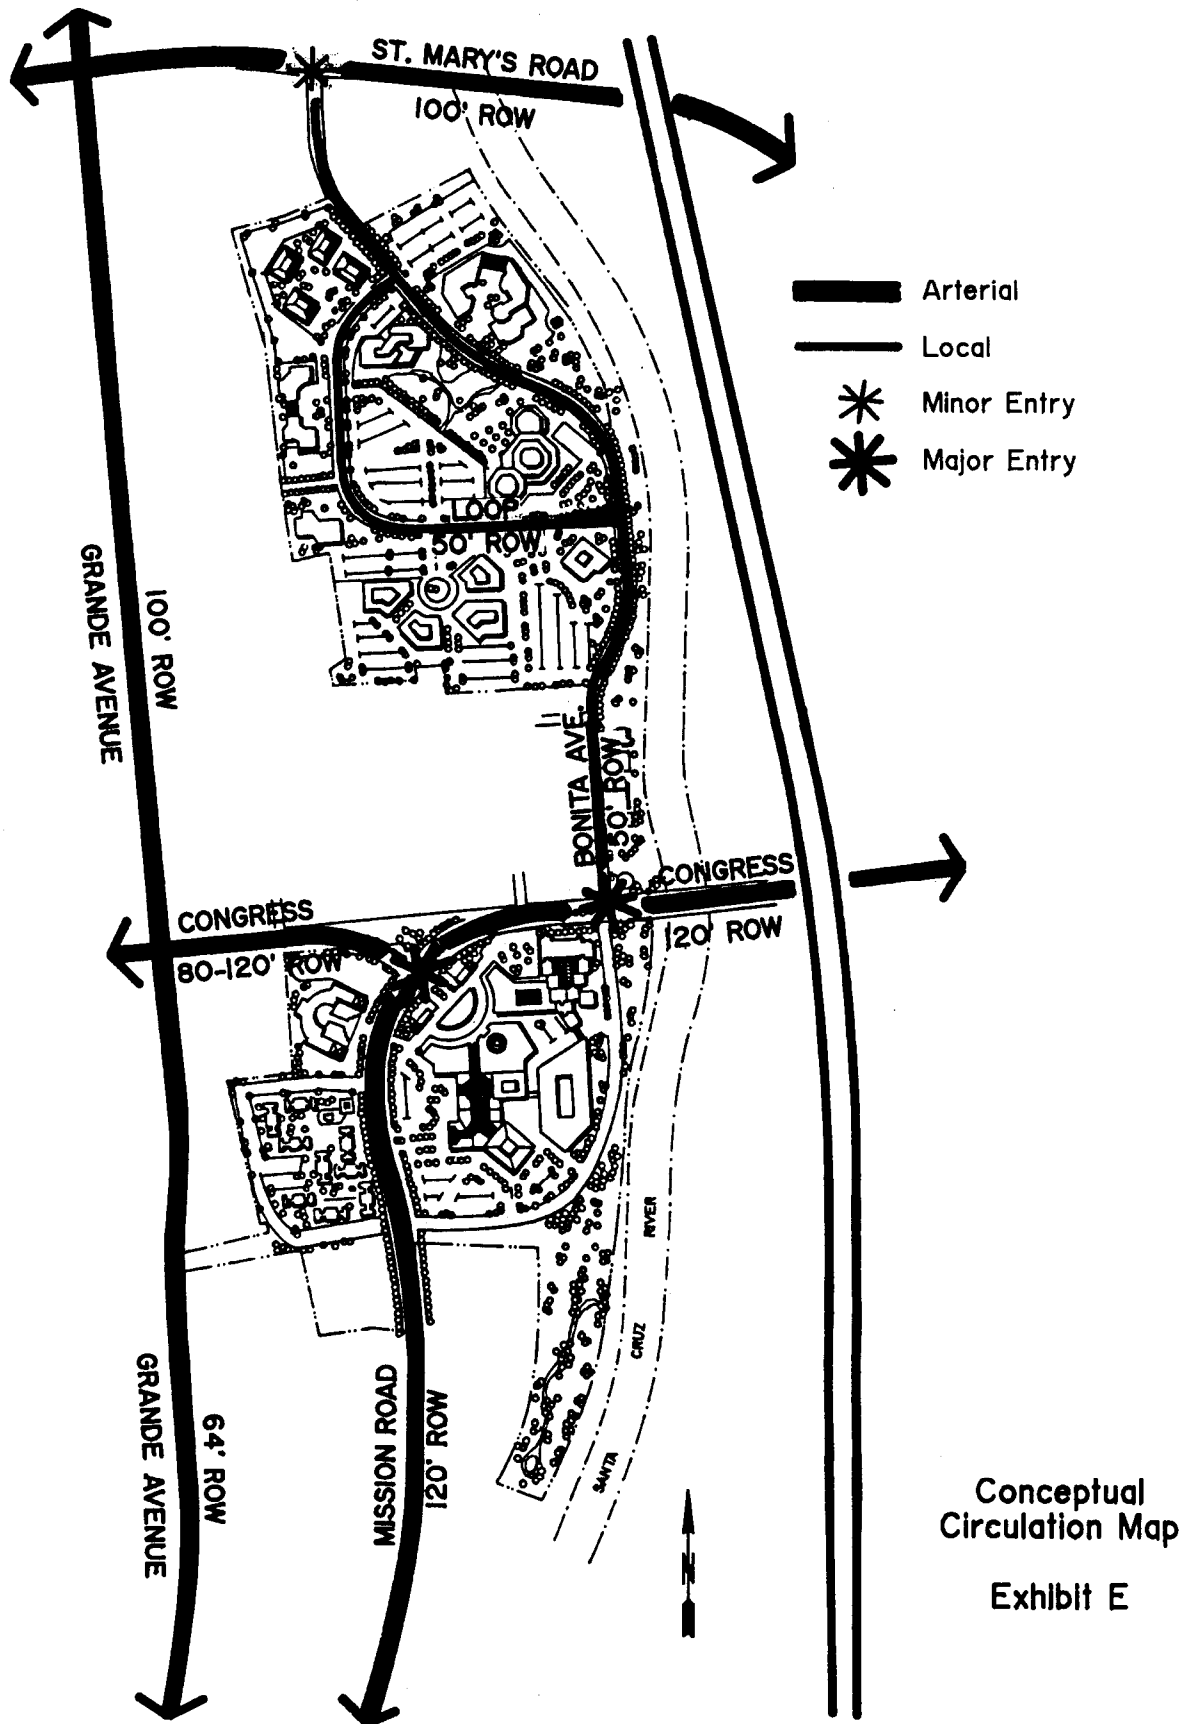 ST. MARY'S ROAD
100' ROW
Arterial
Local
Minor Entry
Major Entry
LOOP
50' ROW
GRANDE AVENUE
100' ROW
BONITA AVE.
50' ROW
CONGRESS
120' ROW
CONGRESS
80-120' ROW
SANTA CRUZ RIVER
GRANDE AVENUE
64' ROW
MISSION ROAD
120' ROW
N
Conceptual
Circulation Map
Exhibit E